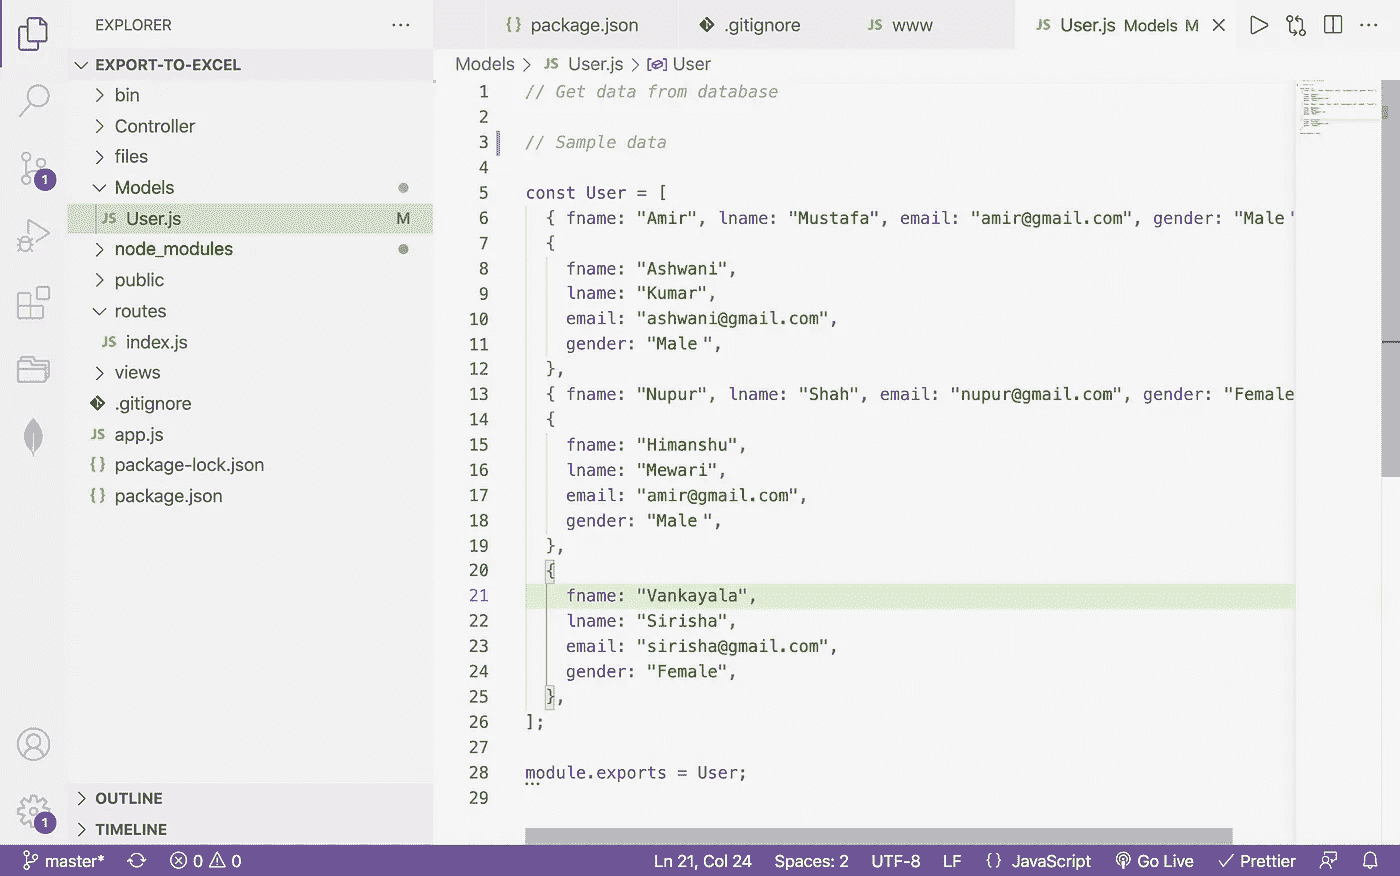 EXPLORER
EXPORT-TO-EXCEL
bin
Controller
files
Models
JS User.js M
node_modules
public
routes
JS index.js
views
.gitignore
JS app.js
{} package-lock.json
{} package.json
OUTLINE
TIMELINE
1
1
{} package.json
.gitignore
JS www
JS User.js Models M
Models > JS User.js > User
1 // Get data from database
2
3 // Sample data
4
5 const User = [
6 { fname: "Amir", lname: "Mustafa", email: "amir@gmail.com", gender: "Male "
7 {
8 fname: "Ashwani",
9 lname: "Kumar",
10 email: "ashwani@gmail.com",
11 gender: "Male ",
12 },
13 { fname: "Nupur", lname: "Shah", email: "nupur@gmail.com", gender: "Female
14 {
15 fname: "Himanshu",
16 lname: "Mewari",
17 email: "amir@gmail.com",
18 gender: "Male ",
19 },
20 {
21 fname: "Vankayala",
22 lname: "Sirisha",
23 email: "sirisha@gmail.com",
24 gender: "Female",
25 },
26 ];
27
28 module.exports = User;
29
master* 0 0 Ln 21, Col 24 Spaces: 2 UTF-8 LF {} JavaScript Go Live Prettier